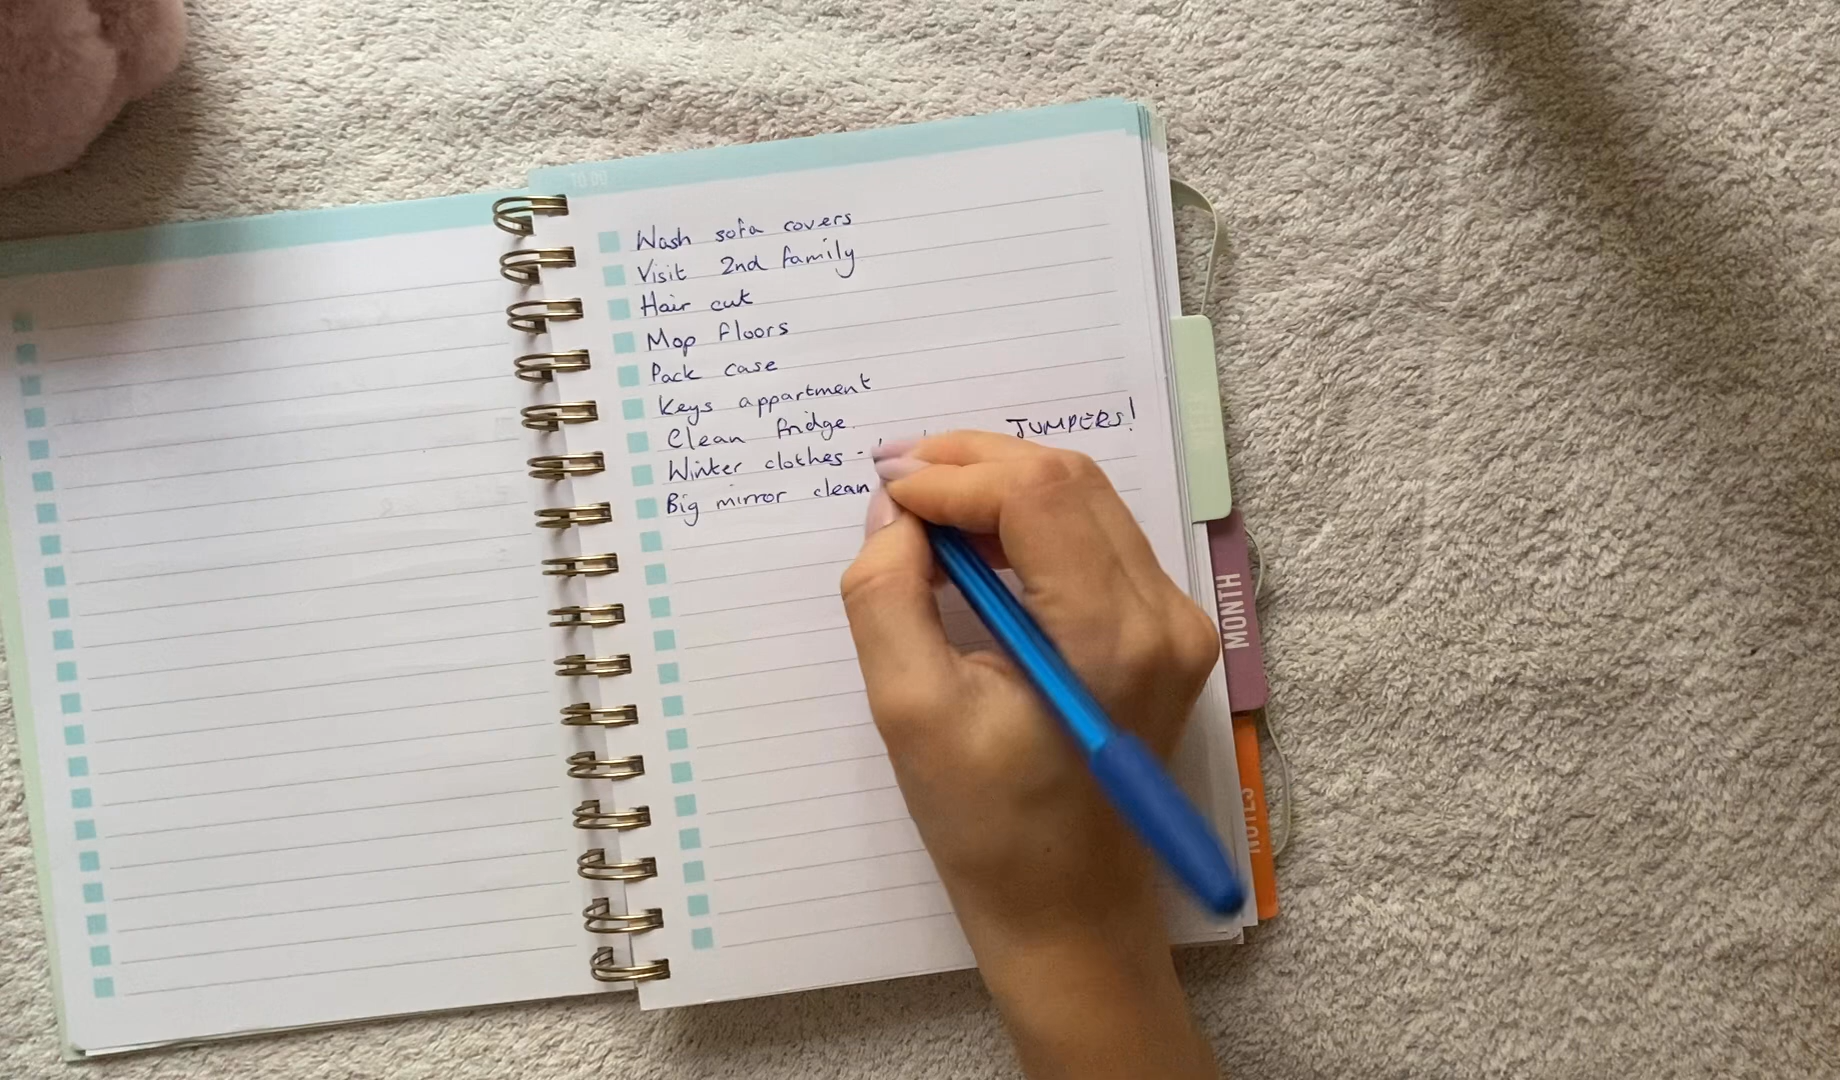 TO DO
Wash sofa covers
Visit 2nd family
Hair cut
Mop floors
Pack case
Keys appartment
Clean fridge
Winter clothes - JUMPERS!
Big mirror clean
MONTH
NOTES